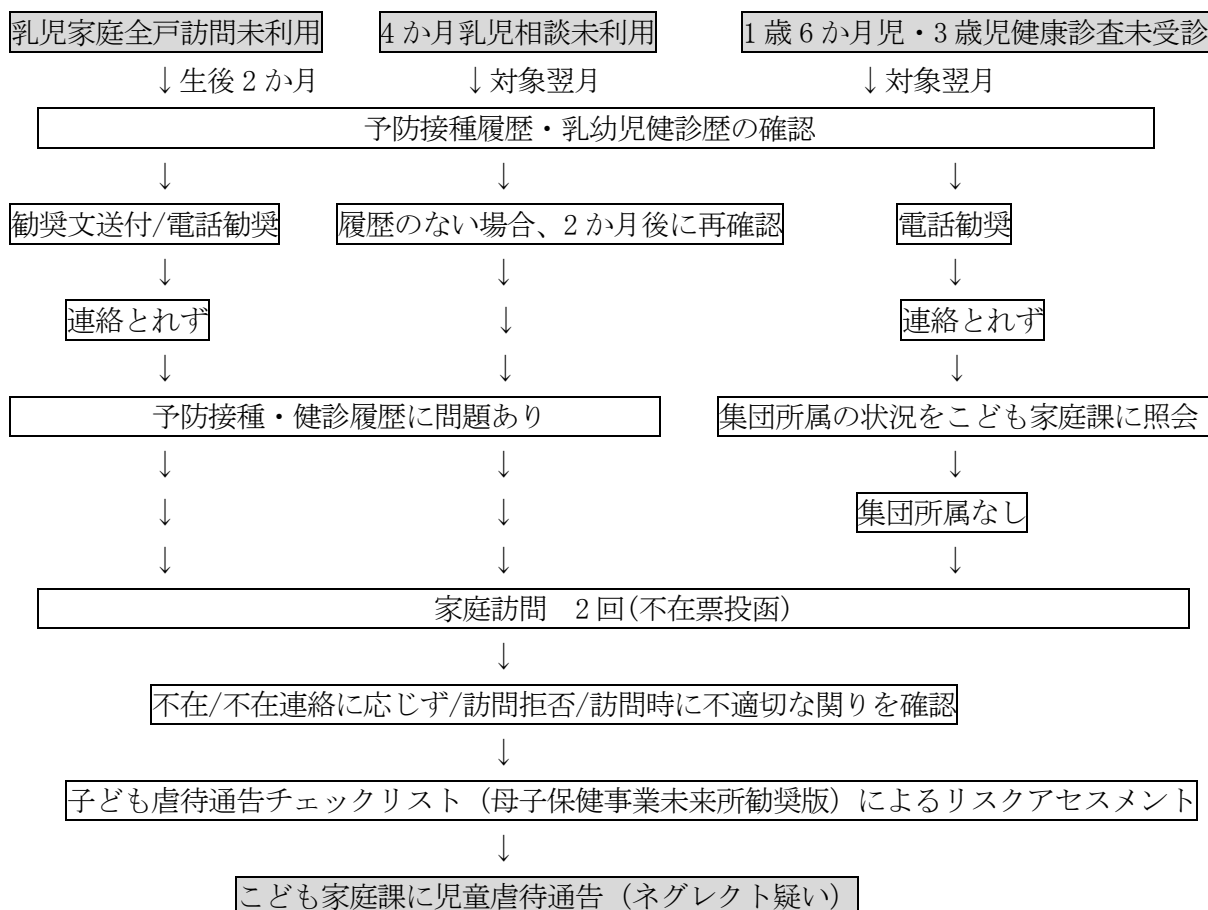 乳児家庭全戸訪問未利用 4か月乳児相談未利用 1歳6か月児・3歳児健康診査未受診
↓生後2か月 ↓対象翌月 ↓対象翌月
予防接種履歴・乳幼児健診歴の確認
↓ ↓ ↓
勧奨文送付/電話勧奨 履歴のない場合、2か月後に再確認 電話勧奨
↓ ↓ ↓
連絡とれず ↓ 連絡とれず
↓ ↓ ↓
予防接種・健診履歴に問題あり 集団所属の状況をこども家庭課に照会
↓ ↓ ↓
↓ ↓ 集団所属なし
↓ ↓ ↓
家庭訪問 2回(不在票投函)
↓
不在/不在連絡に応じず/訪問拒否/訪問時に不適切な関りを確認
↓
子ども虐待通告チェックリスト（母子保健事業未来所勧奨版）によるリスクアセスメント
↓
こども家庭課に児童虐待通告（ネグレクト疑い）